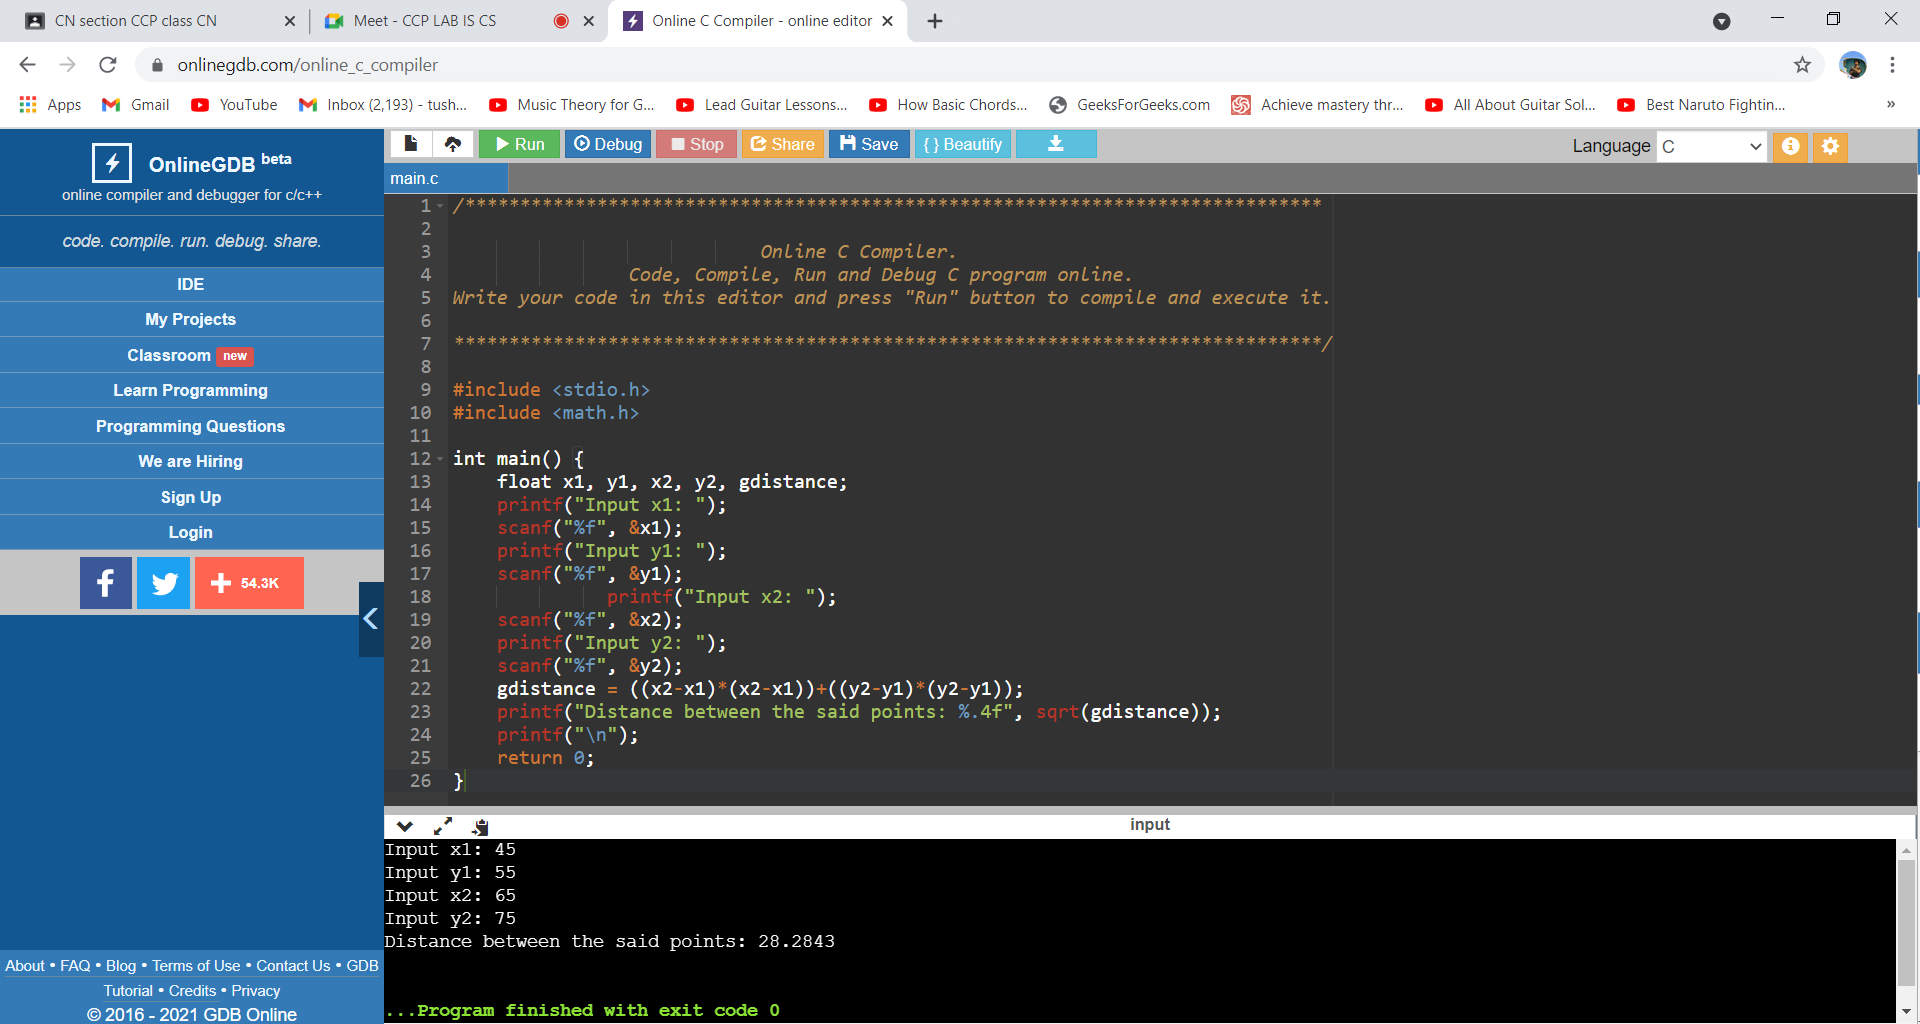 CN section CCP class CN
Meet - CCP LAB IS CS
Online C Compiler - online editor
onlinegdb.com/online_c_compiler
Apps Gmail YouTube Inbox (2,193) - tush... Music Theory for G... Lead Guitar Lessons... How Basic Chords... GeeksForGeeks.com Achieve mastery thr... All About Guitar Sol... Best Naruto Fightin... »
OnlineGDB beta
online compiler and debugger for c/c++
code. compile. run. debug. share.
IDE
My Projects
Classroom new
Learn Programming
Programming Questions
We are Hiring
Sign Up
Login
f + 54.3K
About • FAQ • Blog • Terms of Use • Contact Us • GDB
Tutorial • Credits • Privacy
© 2016 - 2021 GDB Online
Run Debug Stop Share Save { } Beautify
Language C
main.c
1 /******************************************************************************
2
3 Online C Compiler.
4 Code, Compile, Run and Debug C program online.
5 Write your code in this editor and press "Run" button to compile and execute it.
6
7 *******************************************************************************/
8
9 #include <stdio.h>
10 #include <math.h>
11
12 int main() {
13 float x1, y1, x2, y2, gdistance;
14 printf("Input x1: ");
15 scanf("%f", &x1);
16 printf("Input y1: ");
17 scanf("%f", &y1);
18 printf("Input x2: ");
19 scanf("%f", &x2);
20 printf("Input y2: ");
21 scanf("%f", &y2);
22 gdistance = ((x2-x1)*(x2-x1))+((y2-y1)*(y2-y1));
23 printf("Distance between the said points: %.4f", sqrt(gdistance));
24 printf("\n");
25 return 0;
26 }
input
Input x1: 45
Input y1: 55
Input x2: 65
Input y2: 75
Distance between the said points: 28.2843
...Program finished with exit code 0